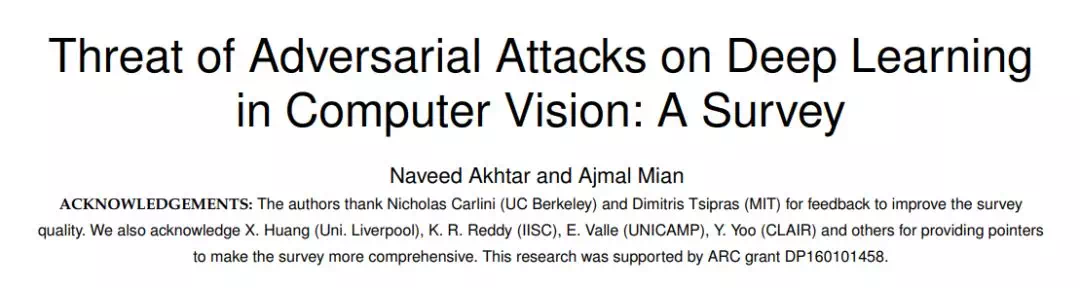 Threat of Adversarial Attacks on Deep Learning
in Computer Vision: A Survey
Naveed Akhtar and Ajmal Mian
ACKNOWLEDGEMENTS: The authors thank Nicholas Carlini (UC Berkeley) and Dimitris Tsipras (MIT) for feedback to improve the survey
quality. We also acknowledge X. Huang (Uni. Liverpool), K. R. Reddy (IISC), E. Valle (UNICAMP), Y. Yoo (CLAIR) and others for providing pointers
to make the survey more comprehensive. This research was supported by ARC grant DP160101458.